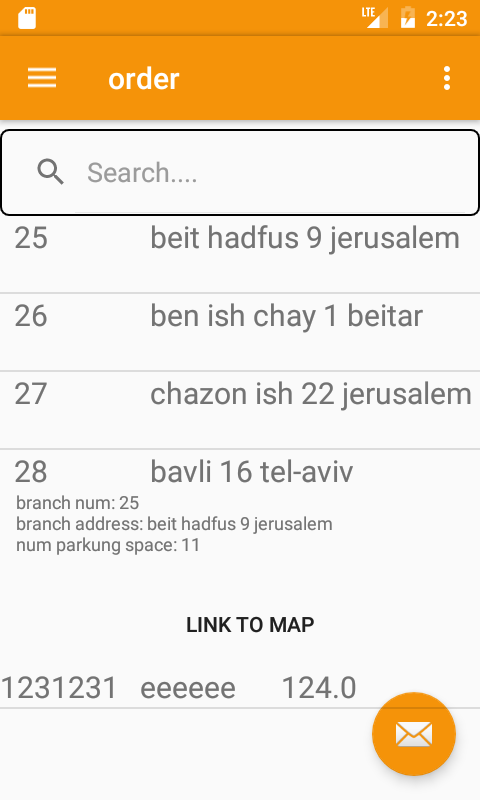 LTE 2:23
order
Search....
25 beit hadfus 9 jerusalem
26 ben ish chay 1 beitar
27 chazon ish 22 jerusalem
28 bavli 16 tel-aviv
branch num: 25
branch address: beit hadfus 9 jerusalem
num parkung space: 11
LINK TO MAP
1231231 eeeeee 124.0